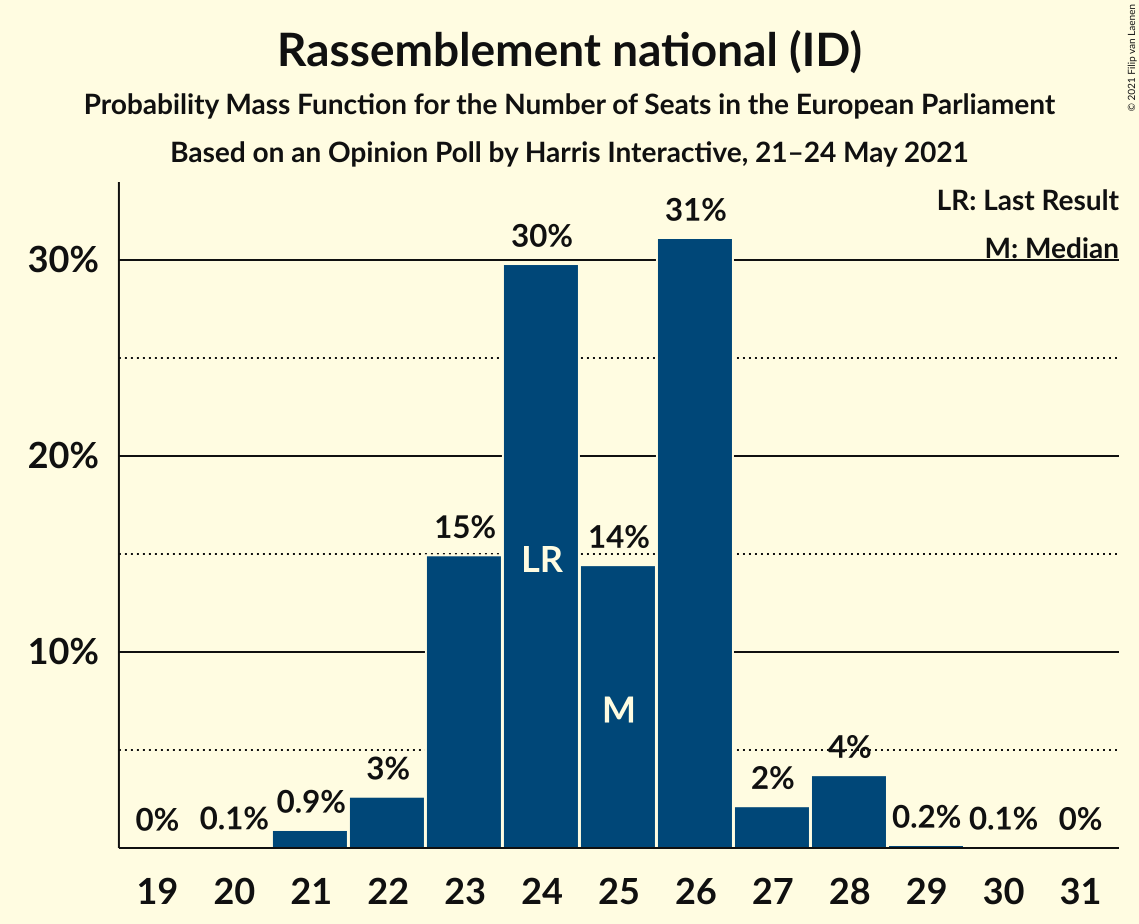 Rassemblement national (ID)
Probability Mass Function for the Number of Seats in the European Parliament
Based on an Opinion Poll by Harris Interactive, 21–24 May 2021
© 2021 Filip van Laenen
LR: Last Result
M: Median
30%
20%
10%
0%
0.1%
0.9%
3%
15%
30%
14%
31%
2%
4%
0.2%
0.1%
0%
LR
M
19 20 21 22 23 24 25 26 27 28 29 30 31